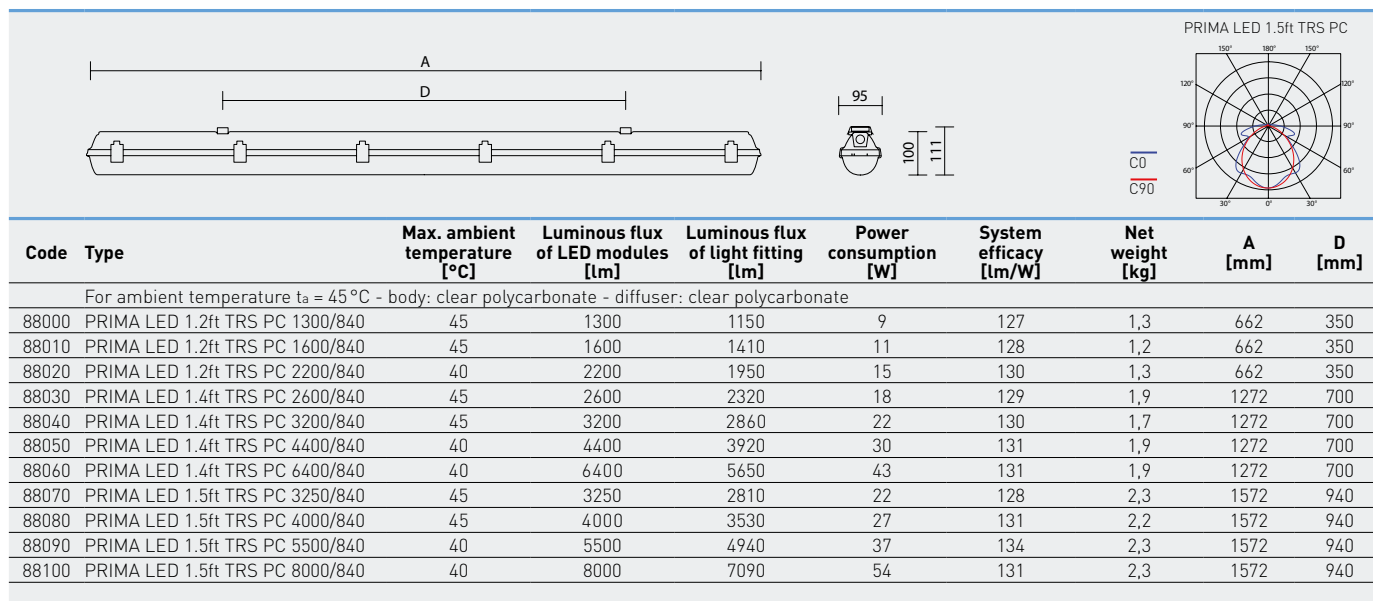 PRIMA LED 1.5ft TRS PC
150° 180° 150°
A
120° 120°
D
95
90° 90°
100
111
C0
60° 60°
C90
30° 0° 30°
Code Type Max. ambient temperature [°C] Luminous flux of LED modules [lm] Luminous flux of light fitting [lm] Power consumption [W] System efficacy [lm/W] Net weight [kg] A [mm] D [mm]
For ambient temperature ta = 45°C - body: clear polycarbonate - diffuser: clear polycarbonate
88000 PRIMA LED 1.2ft TRS PC 1300/840 45 1300 1150 9 127 1,3 662 350
88010 PRIMA LED 1.2ft TRS PC 1600/840 45 1600 1410 11 128 1,2 662 350
88020 PRIMA LED 1.2ft TRS PC 2200/840 40 2200 1950 15 130 1,3 662 350
88030 PRIMA LED 1.4ft TRS PC 2600/840 45 2600 2320 18 129 1,9 1272 700
88040 PRIMA LED 1.4ft TRS PC 3200/840 45 3200 2860 22 130 1,7 1272 700
88050 PRIMA LED 1.4ft TRS PC 4400/840 40 4400 3920 30 131 1,9 1272 700
88060 PRIMA LED 1.4ft TRS PC 6400/840 40 6400 5650 43 131 1,9 1272 700
88070 PRIMA LED 1.5ft TRS PC 3250/840 45 3250 2810 22 128 2,3 1572 940
88080 PRIMA LED 1.5ft TRS PC 4000/840 45 4000 3530 27 131 2,2 1572 940
88090 PRIMA LED 1.5ft TRS PC 5500/840 40 5500 4940 37 134 2,3 1572 940
88100 PRIMA LED 1.5ft TRS PC 8000/840 40 8000 7090 54 131 2,3 1572 940